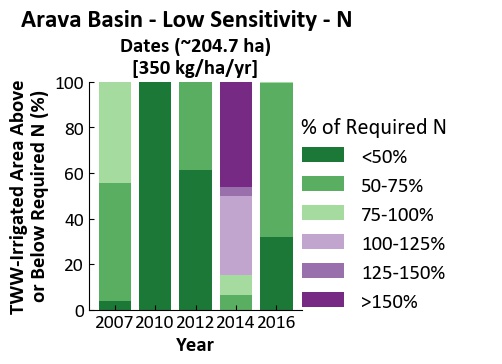 Arava Basin - Low Sensitivity - N
Dates (~204.7 ha)
[350 kg/ha/yr]
TWW-Irrigated Area Above
or Below Required N (%)
100
80
60
40
20
0
2007 2010 2012 2014 2016
Year
% of Required N
<50%
50-75%
75-100%
100-125%
125-150%
>150%